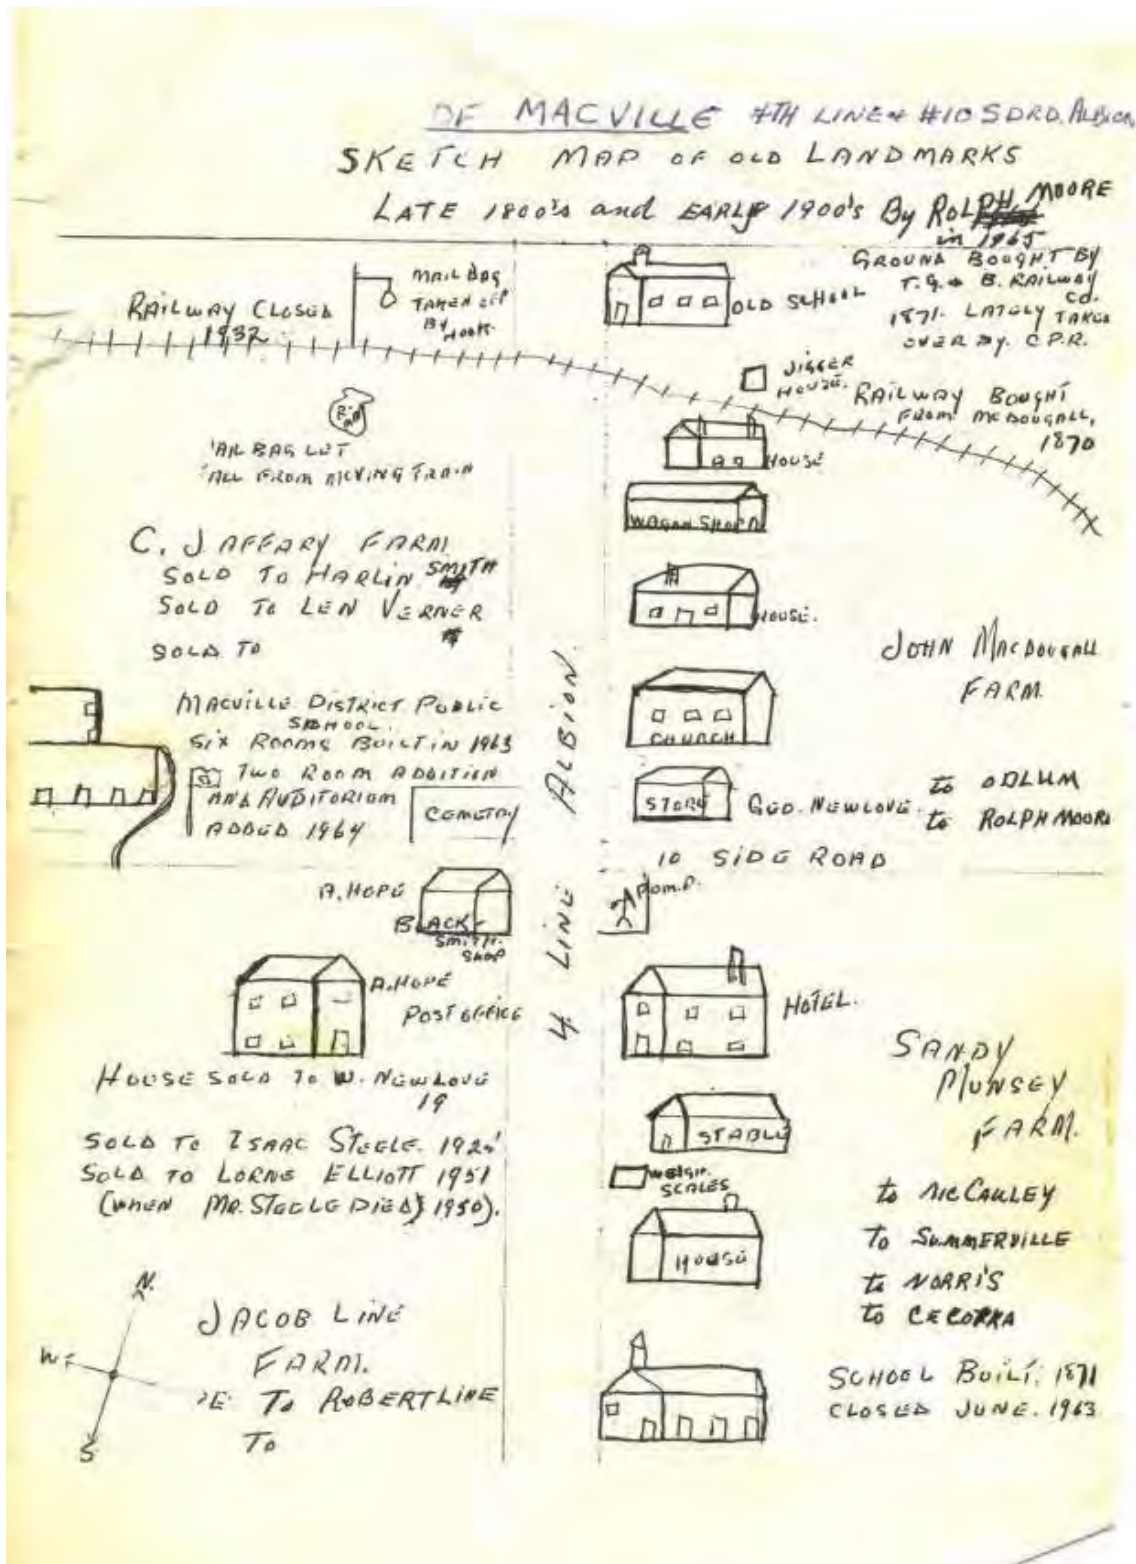 OF MACVILLE 4TH LINE & #10 SDRD. ALBION
SKETCH MAP OF OLD LANDMARKS
LATE 1800's and EARLY 1900's By ROLPH MOORE
in 1965
GROUND BOUGHT BY
T.G. & B. RAILWAY
CO.
1871. LATELY TAKEN
OVER BY. C.P.R.
MAIL BAG
TAKEN OFF
BY HOOK.
RAILWAY CLOSED
1932
OLD SCHOOL
JIGGER
HOUSE.
RAILWAY BOUGHT
FROM McDOUGALL,
1870
BAG LET
FROM MOVING TRAIN
HOUSE
WAGON SHOP
C. JAFFARY FARM
SOLD TO HARLIN SMITH
SOLD TO LEN VERNER
SOLD TO
HOUSE.
JOHN MACDOUGALL
FARM.
MACVILLE DISTRICT PUBLIC
SCHOOL.
SIX ROOMS BUILT IN 1963
TWO ROOM ADDITION
AND AUDITORIUM
ADDED 1964
CEMETRY
CHURCH
STORE
GEO. NEWLOVE.
to ODLUM
to ROLPH MOORE
10 SIDE ROAD
4 LINE ALBION.
A. HOPE
BLACK-
SMITH.
SHOP
PUMP.
A. HOPE
POST OFFICE
HOTEL.
HOUSE SOLD TO W. NEWLOVE
19
SANDY
MUNSEY
FARM.
STABLE
SOLD TO ISAAC STEELE. 1925
SOLD TO LORNE ELLIOTT 1951
(WHEN MR. STEELE DIED) 1950).
WEIGH.
SCALES
HOUSE
to McCAULEY
to SUMMERVILLE
to NORRIS
to
N.
W
S
JACOB LINE
FARM.
TO ROBERT LINE
TO
SCHOOL BUILT. 1871
CLOSED JUNE. 1963